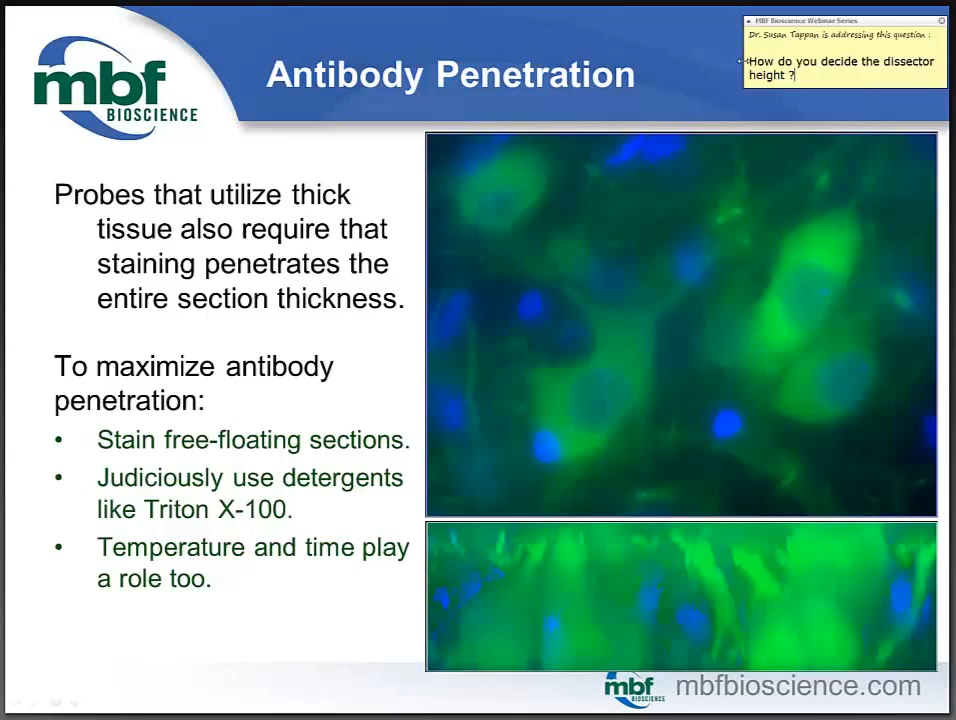 MBF Bioscience Webinar Series
Dr. Susan Tappan is addressing this question :
How do you decide the dissector
height ?
mbf
BIOSCIENCE
Antibody Penetration
Probes that utilize thick
tissue also require that
staining penetrates the
entire section thickness.
To maximize antibody
penetration:
• Stain free-floating sections.
• Judiciously use detergents
like Triton X-100.
• Temperature and time play
a role too.
mbf
BIOSCIENCE
mbfbioscience.com